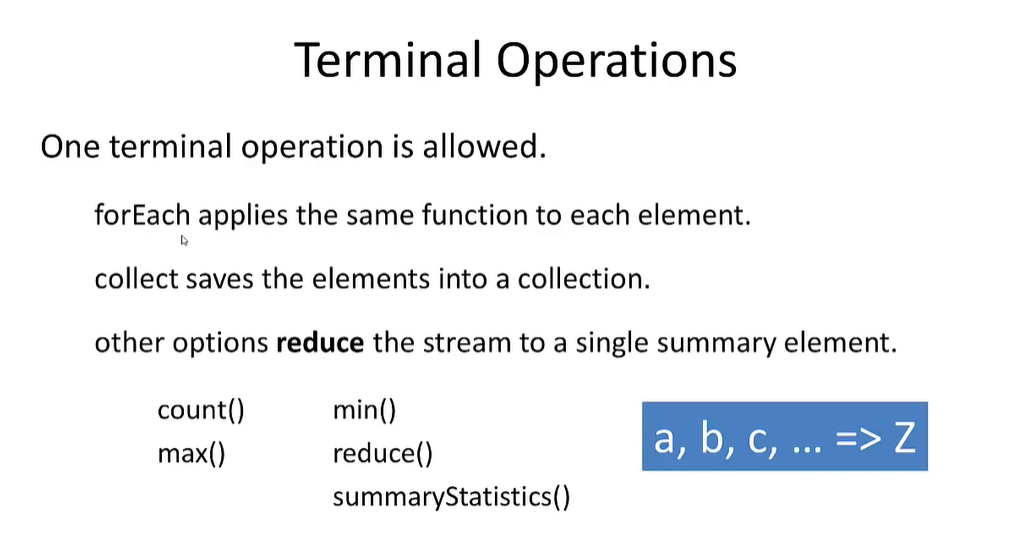 Terminal Operations
One terminal operation is allowed.
forEach applies the same function to each element.
collect saves the elements into a collection.
other options reduce the stream to a single summary element.
count() min()
max() reduce()
summaryStatistics()
a, b, c, ... => Z